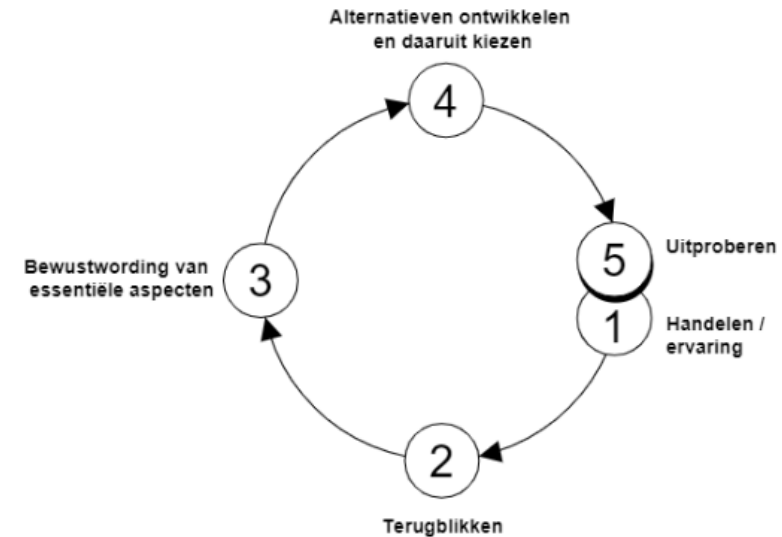 Alternatieven ontwikkelen
en daaruit kiezen
4
5
Uitproberen
Bewustwording van
essentiële aspecten
3
1
Handelen /
ervaring
2
Terugblikken